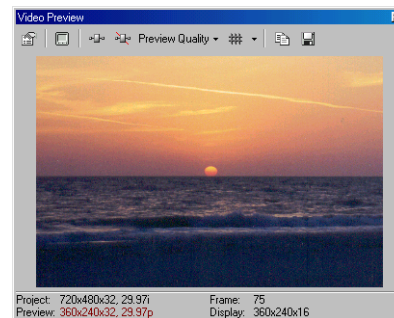 Video Preview
Preview Quality
Project: 720x480x32, 29.97i Frame: 75
Preview: 360x240x32, 29.97p Display: 360x240x16